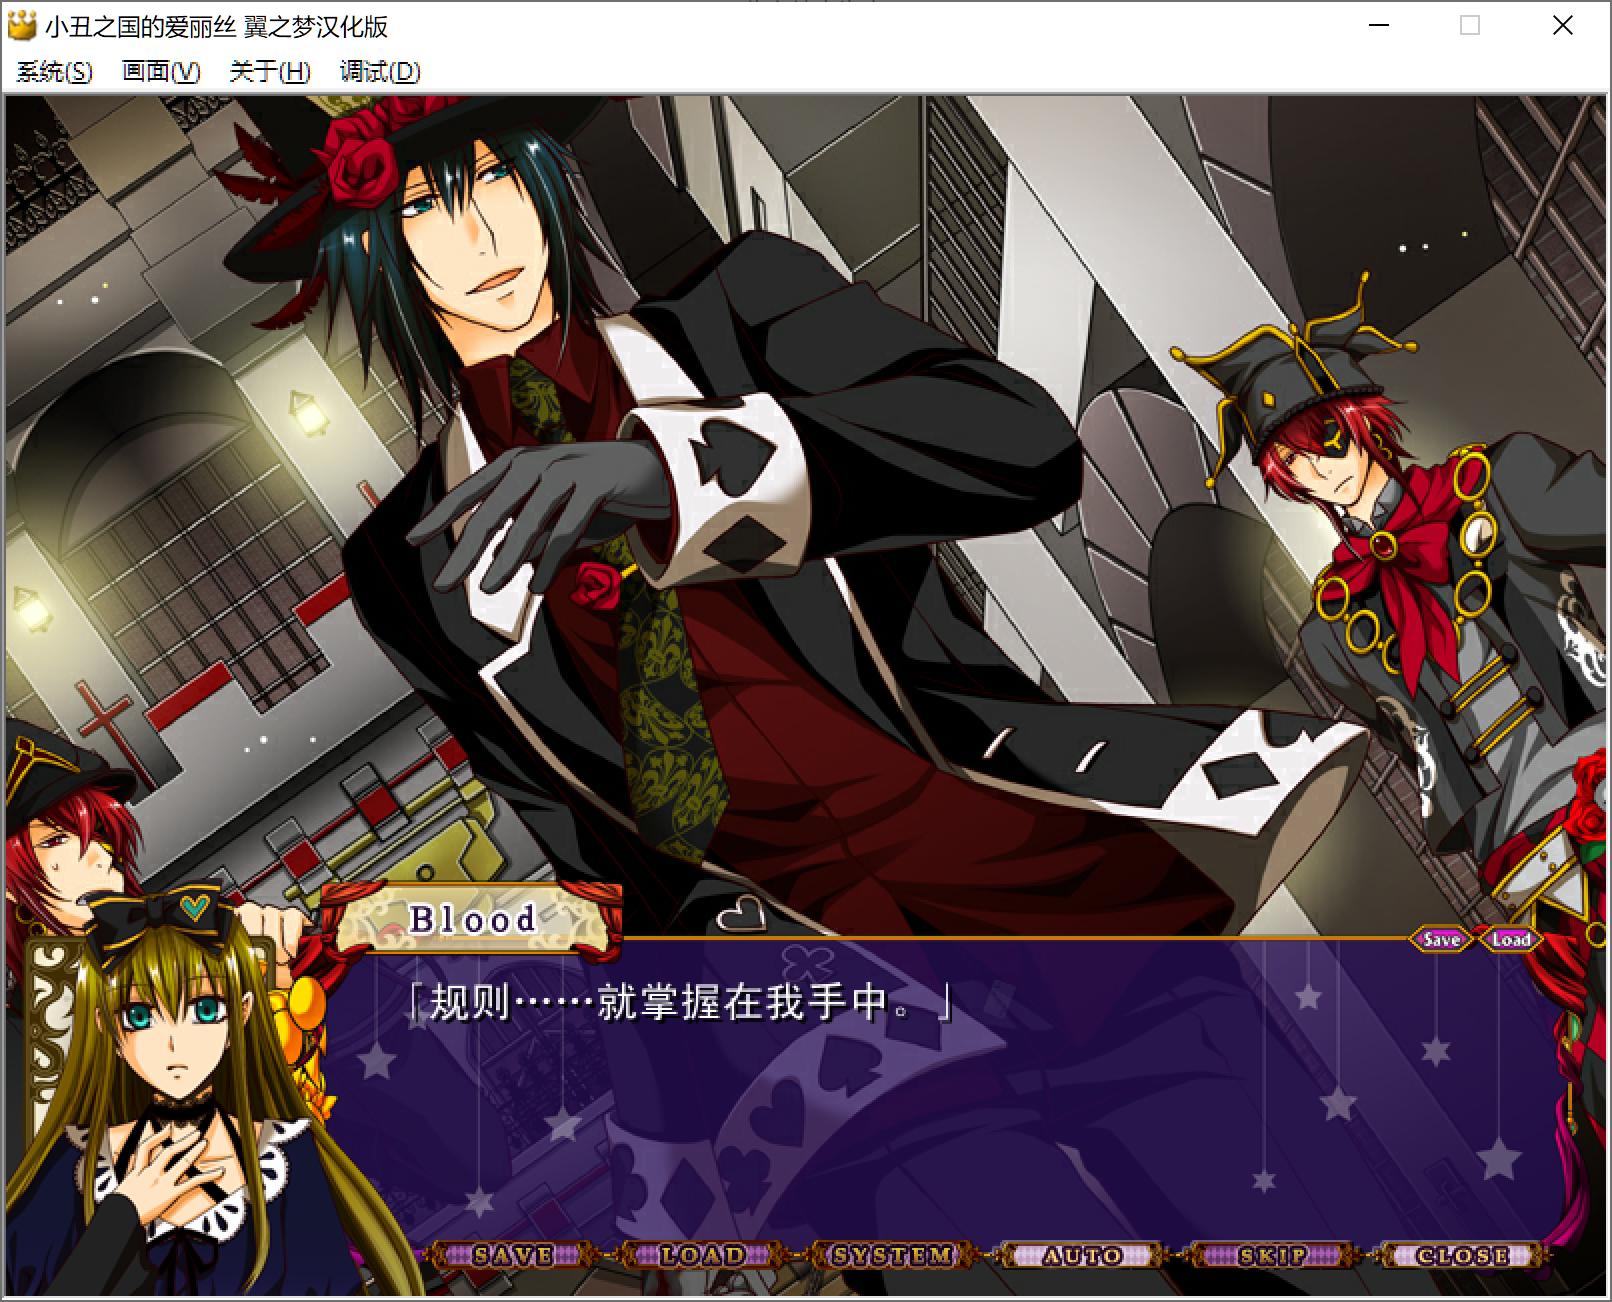 小丑之国的爱丽丝 翼之梦汉化版
系统(S) 画面(V) 关于(H) 调试(D)
Blood
Save Load
「规则……就掌握在我手中。」
SAVE LOAD SYSTEM AUTO SKIP CLOSE